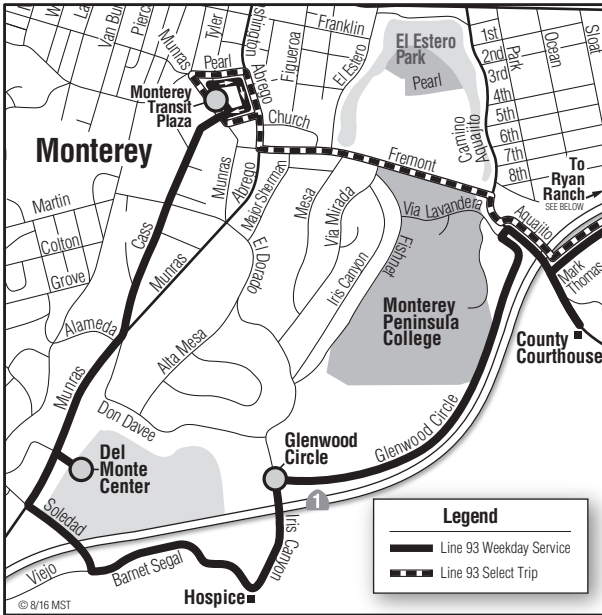 Van Buren
Pierce
Tyler
Washington
Franklin
Munras
Pearl
Abrego
Figueroa
El Estero
El Estero
Park
Pearl
1st
2nd
3rd
4th
5th
6th
7th
8th
Park
Ocean
Sloat
Camino
Aguajito
Monterey
Transit
Plaza
Church
Monterey
Fremont
To
Ryan
Ranch
SEE BELOW
Munras
Abrego
Major Sherman
Mesa
Via Mirada
Via Lavandera
Aguajito
Martin
Colton
Grove
Cass
Munras
El Dorado
Iris Canyon
Fishnet
Mark
Thomas
Monterey
Peninsula
College
County
Courthouse
Alameda
Alta Mesa
Munras
Don Davee
Glenwood
Circle
Glenwood Circle
Del
Monte
Center
Soledad
1
Iris
Canyon
Viejo
Barnet Segal
Hospice
Legend
Line 93 Weekday Service
Line 93 Select Trip
© 8/16 MST